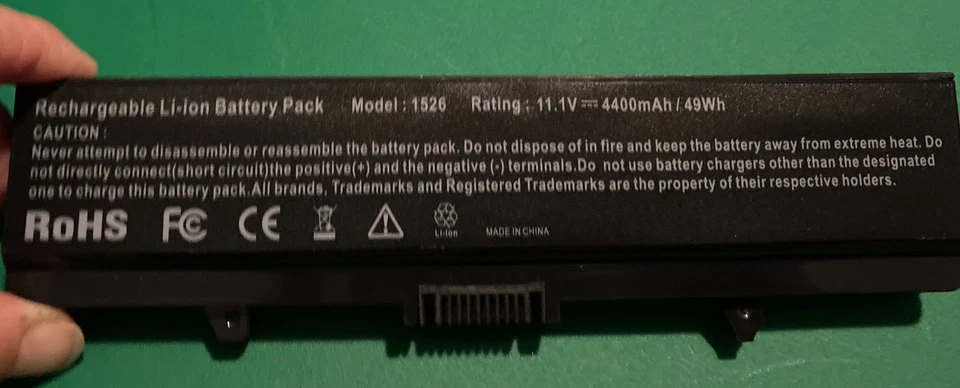 Rechargeable Li-ion Battery Pack Model : 1526 Rating : 11.1V⎓ 4400mAh / 49Wh
CAUTION :
Never attempt to disassemble or reassemble the battery pack. Do not dispose of in fire and keep the battery away from extreme heat. Do
not directly connect(short circuit)the positive(+) and the negative (-) terminals.Do not use battery chargers other than the designated
one to charge this battery pack.All brands, Trademarks and Registered Trademarks are the property of their respective holders.
RoHS FC CE Li-ion MADE IN CHINA